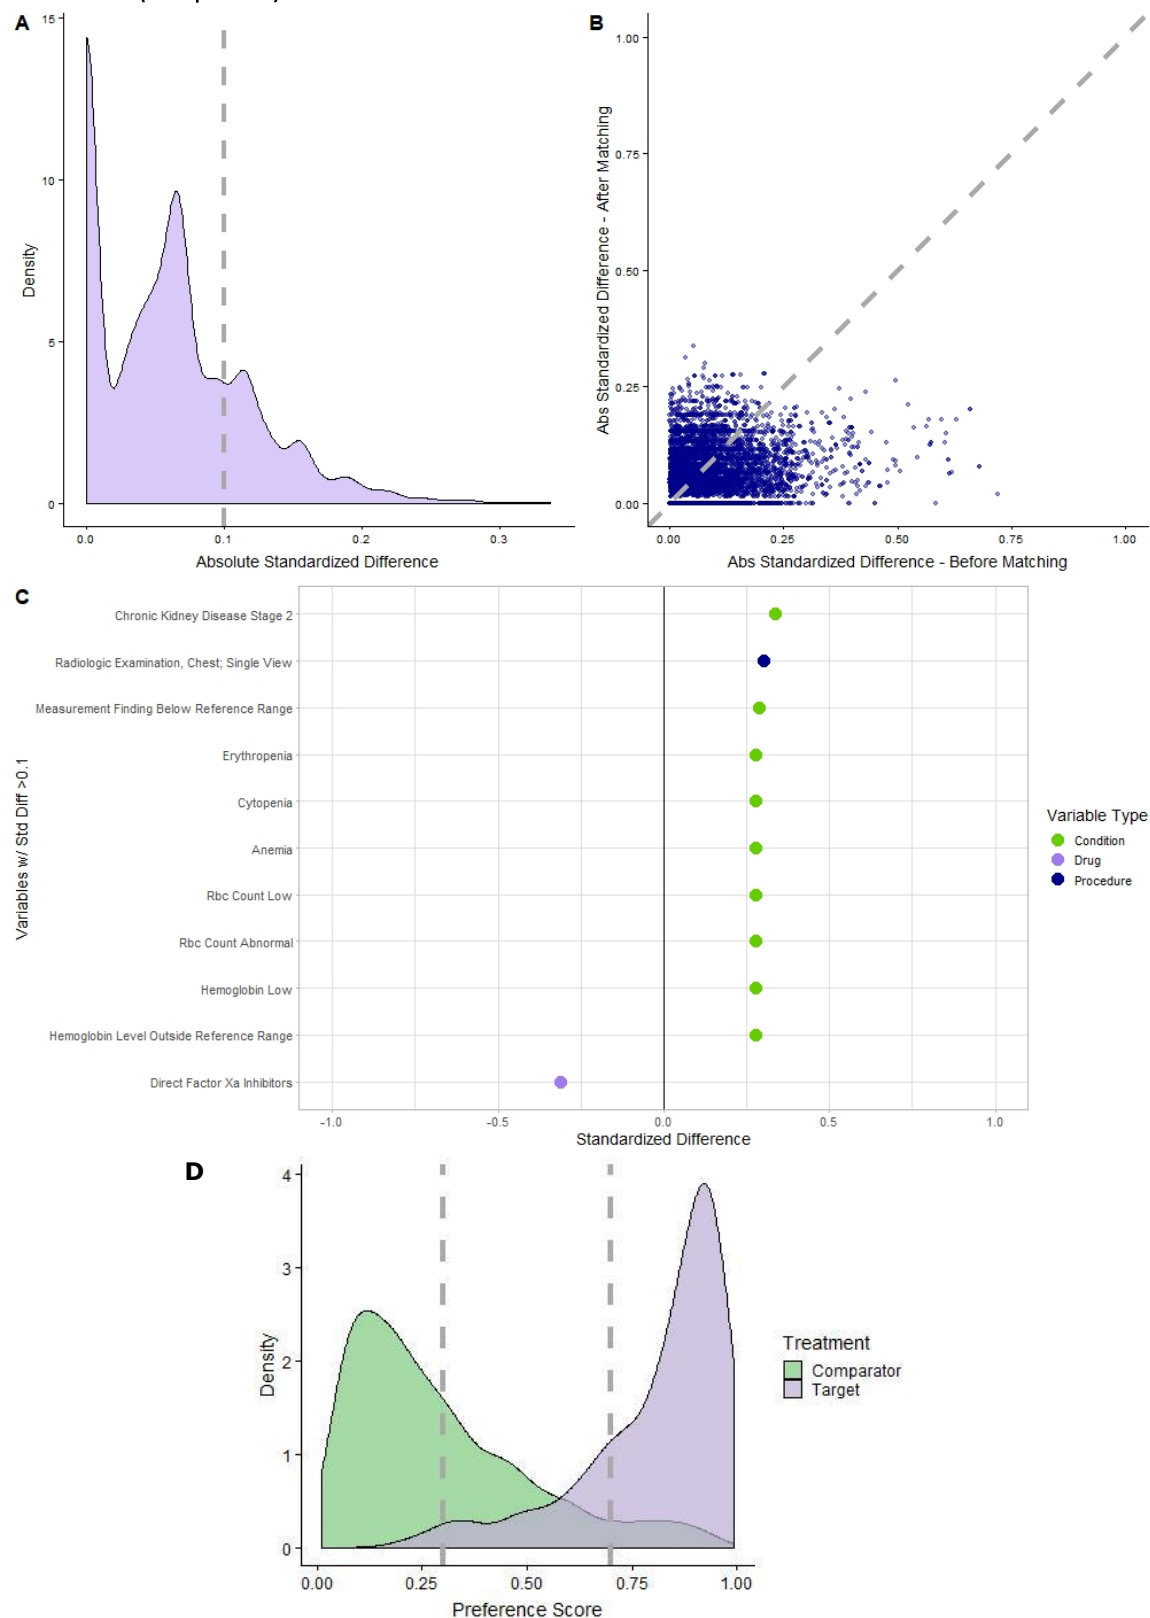 A
15
10
5
0
Density
0.0
0.1
0.2
0.3
Absolute Standardized Difference
B
1.00
0.75
0.50
0.25
0.00
Abs Standardized Difference - After Matching
0.00
0.25
0.50
0.75
1.00
Abs Standardized Difference - Before Matching
C
Variables w/ Std Diff >0.1
Chronic Kidney Disease Stage 2
Radiologic Examination, Chest; Single View
Measurement Finding Below Reference Range
Erythropenia
Cytopenia
Anemia
Rbc Count Low
Rbc Count Abnormal
Hemoglobin Low
Hemoglobin Level Outside Reference Range
Direct Factor Xa Inhibitors
-1.0
-0.5
0.0
0.5
1.0
Standardized Difference
Variable Type
Condition
Drug
Procedure
D
4
3
2
1
0
Density
0.00
0.25
0.50
0.75
1.00
Preference Score
Treatment
Comparator
Target